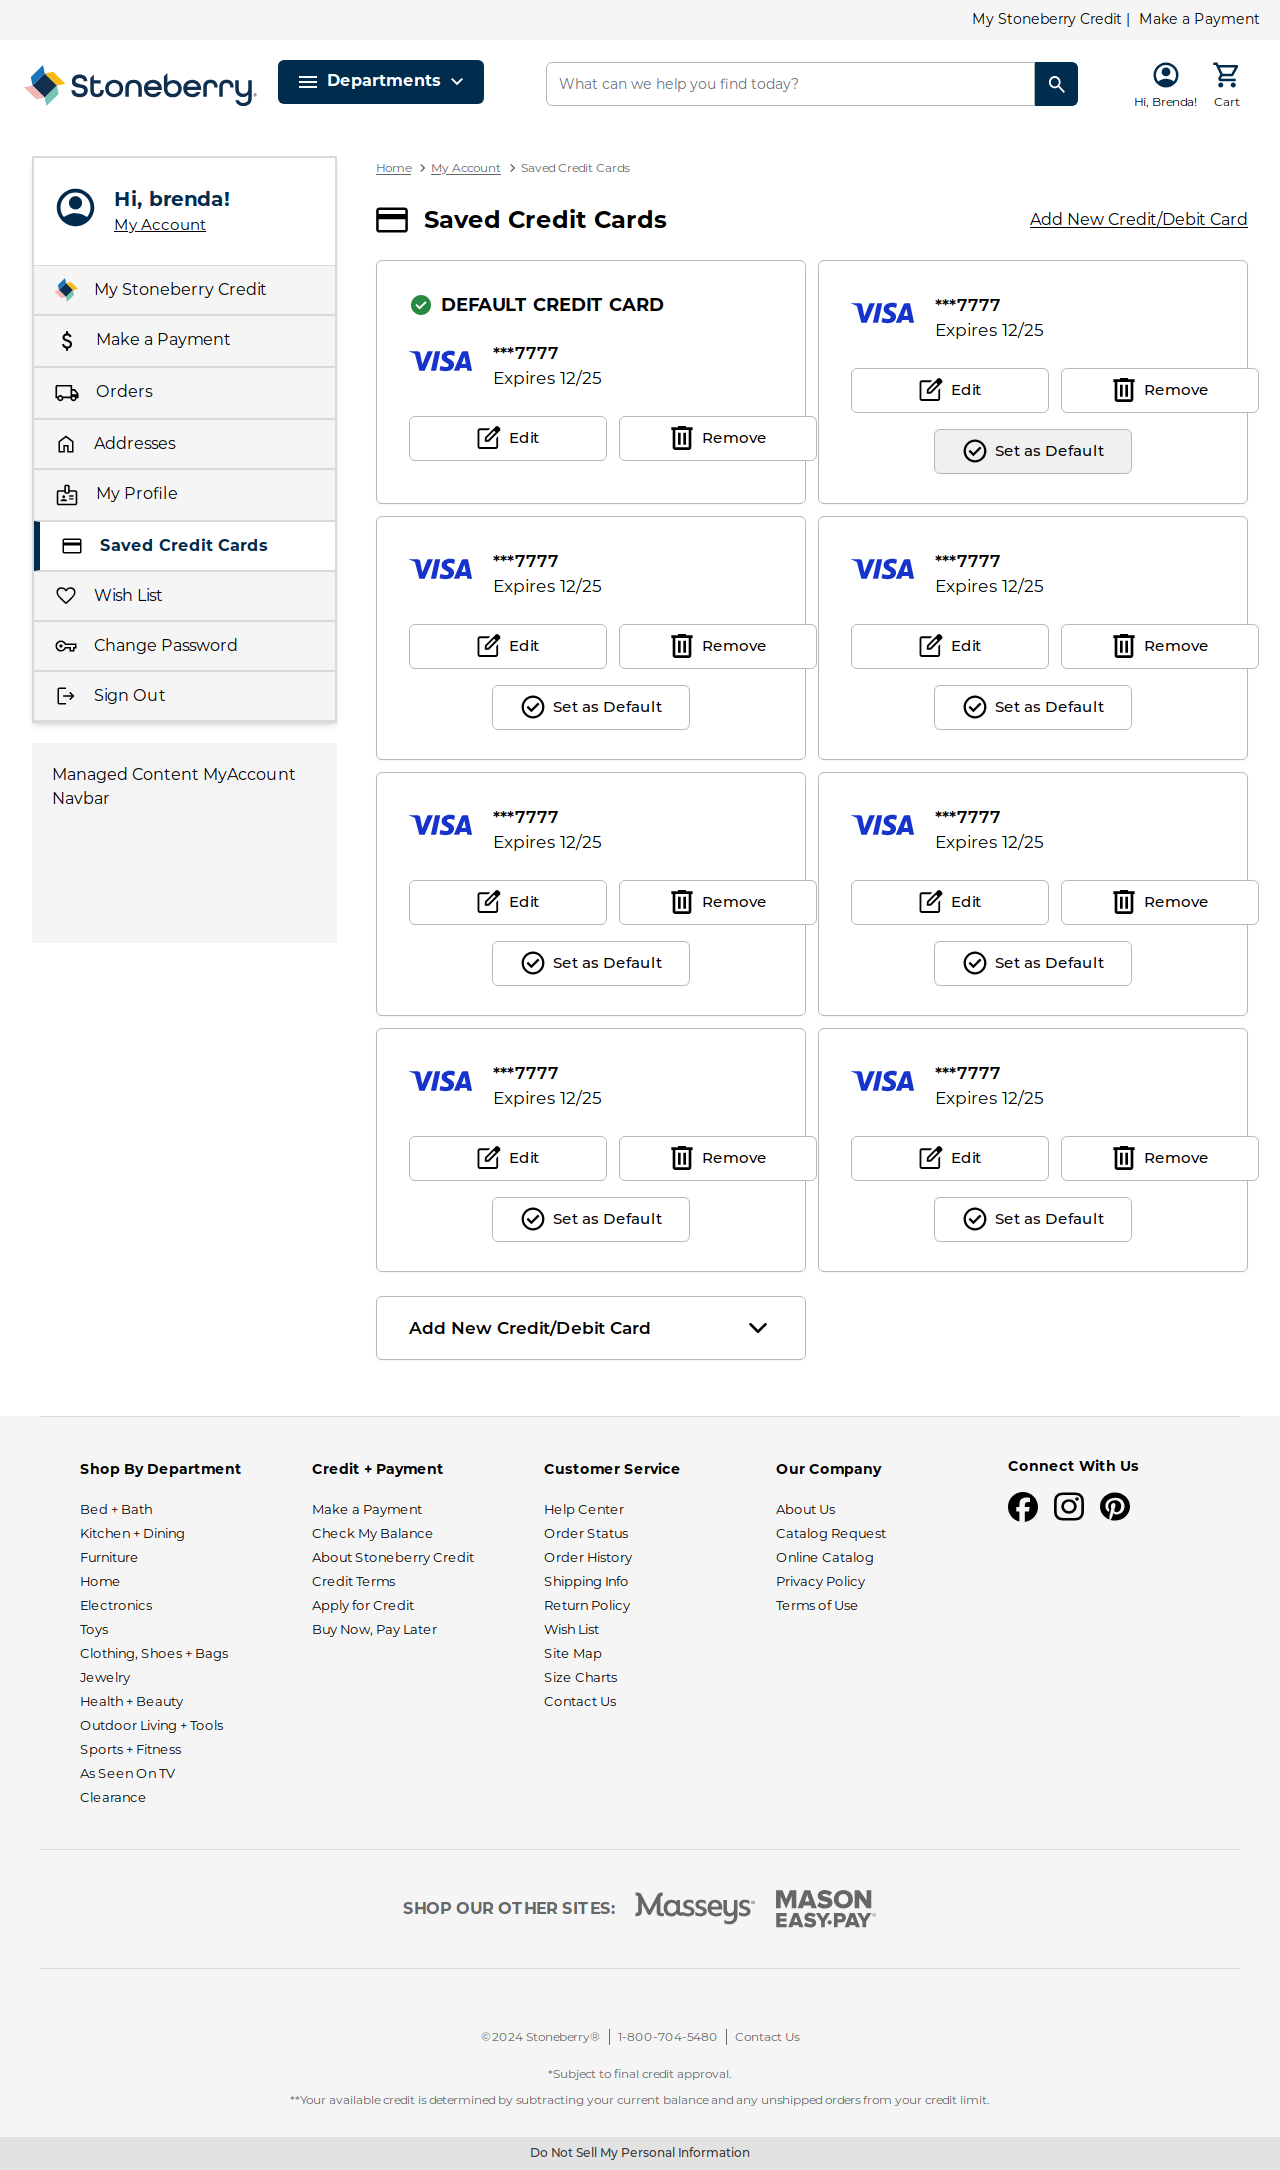 My Stoneberry Credit | Make a Payment
Stoneberry®
Departments
What can we help you find today?
Hi, Brenda!
Cart
Hi, brenda!
My Account
My Stoneberry Credit
Make a Payment
Orders
Addresses
My Profile
Saved Credit Cards
Wish List
Change Password
Sign Out
Managed Content MyAccount
Navbar
Home > My Account > Saved Credit Cards
Saved Credit Cards
Add New Credit/Debit Card
DEFAULT CREDIT CARD
VISA
***7777
Expires 12/25
Edit
Remove
VISA
***7777
Expires 12/25
Edit
Remove
Set as Default
VISA
***7777
Expires 12/25
Edit
Remove
Set as Default
VISA
***7777
Expires 12/25
Edit
Remove
Set as Default
VISA
***7777
Expires 12/25
Edit
Remove
Set as Default
VISA
***7777
Expires 12/25
Edit
Remove
Set as Default
VISA
***7777
Expires 12/25
Edit
Remove
Set as Default
VISA
***7777
Expires 12/25
Edit
Remove
Set as Default
Add New Credit/Debit Card
Shop By Department
Bed + Bath
Kitchen + Dining
Furniture
Home
Electronics
Toys
Clothing, Shoes + Bags
Jewelry
Health + Beauty
Outdoor Living + Tools
Sports + Fitness
As Seen On TV
Clearance
Credit + Payment
Make a Payment
Check My Balance
About Stoneberry Credit
Credit Terms
Apply for Credit
Buy Now, Pay Later
Customer Service
Help Center
Order Status
Order History
Shipping Info
Return Policy
Wish List
Site Map
Size Charts
Contact Us
Our Company
About Us
Catalog Request
Online Catalog
Privacy Policy
Terms of Use
Connect With Us
SHOP OUR OTHER SITES:
Masseys®
MASON
EASY•PAY®
©2024 Stoneberry® | 1-800-704-5480 | Contact Us
*Subject to final credit approval.
**Your available credit is determined by subtracting your current balance and any unshipped orders from your credit limit.
Do Not Sell My Personal Information